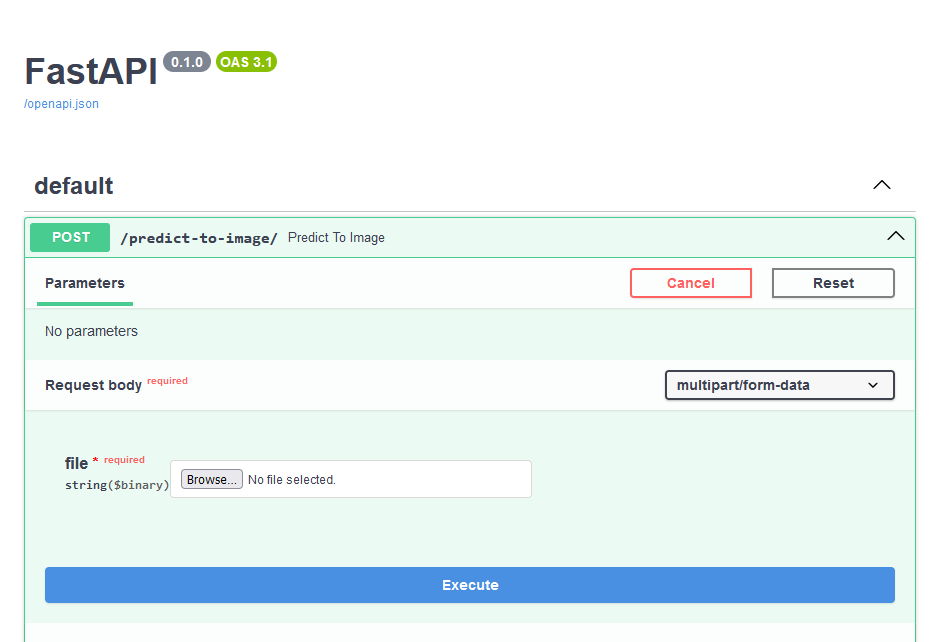 FastAPI 0.1.0 OAS 3.1
/openapi.json
default
POST /predict-to-image/ Predict To Image
Parameters Cancel Reset
No parameters
Request body required multipart/form-data
file * required
string($binary) Browse... No file selected.
Execute